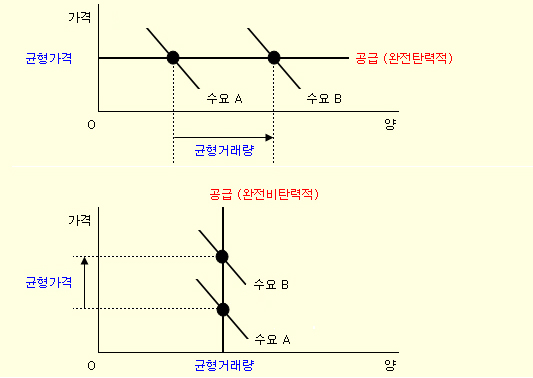 가격
균형가격
공급 (완전탄력적)
수요 A
수요 B
O
양
균형거래량
공급 (완전비탄력적)
가격
수요 B
균형가격
수요 A
O
균형거래량
양